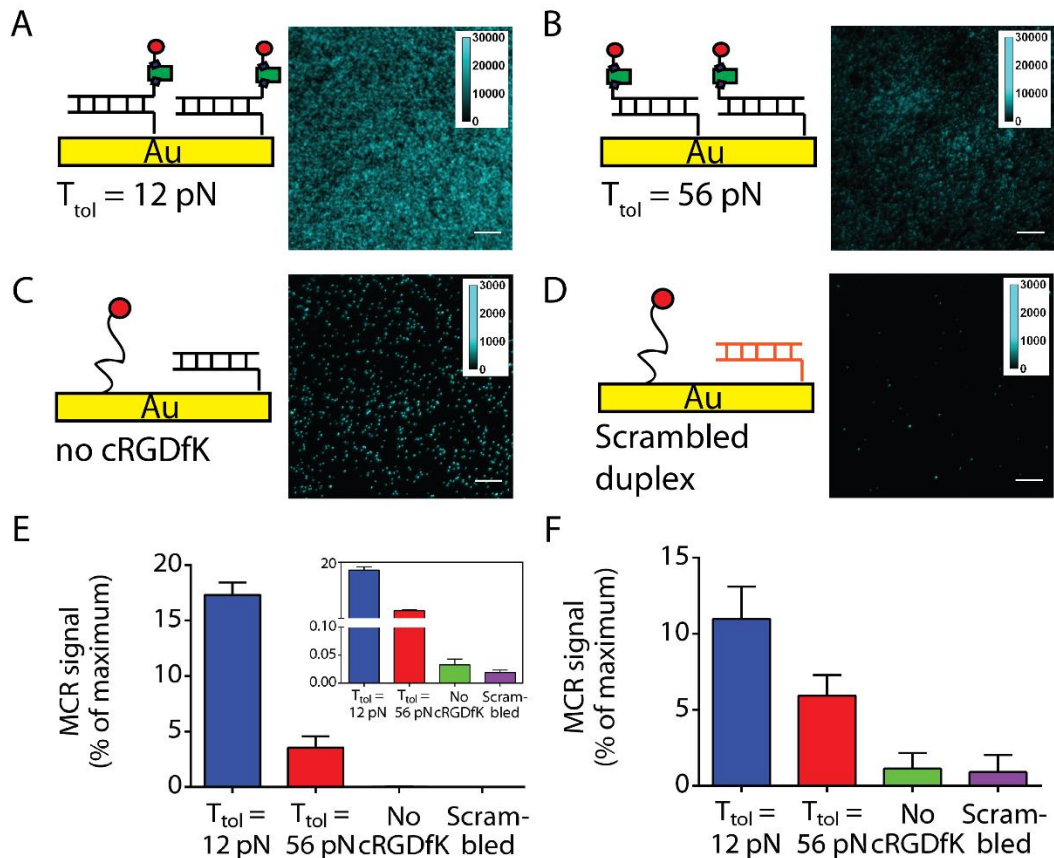 A
Au
T_tol = 12 pN
30000
20000
10000
0
B
Au
T_tol = 56 pN
30000
20000
10000
0
C
Au
no cRGDfK
3000
2000
1000
0
D
Au
Scrambled
duplex
3000
2000
1000
0
E
MCR signal
(% of maximum)
20
15
10
5
0
T_tol =
12 pN
T_tol =
56 pN
No
cRGDfK
Scram-
bled
20
0.10
0.05
0.00
T_tol =
12 pN
T_tol =
56 pN
No
cRGDfK
Scram-
bled
F
MCR signal
(% of maximum)
10
5
0
T_tol =
12 pN
T_tol =
56 pN
No
cRGDfK
Scram-
bled